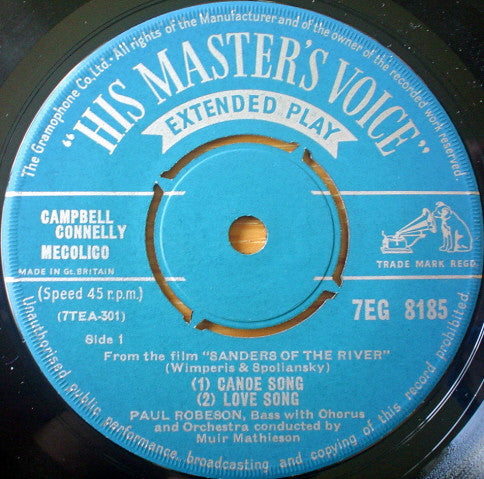 The Gramophone Co. Ltd. · All rights of the Manufacturer and of the owner of the recorded work reserved.
"HIS MASTER'S VOICE"
EXTENDED PLAY
CAMPBELL
CONNELLY
MECOLICO
MADE IN Gt. BRITAIN
TRADE MARK REGD
(Speed 45 r.p.m.)
(7TEA-301)
7EG 8185
Side 1
From the film "SANDERS OF THE RIVER"
(Wimperis & Spoliansky)
(1) CANOE SONG
(2) LOVE SONG
PAUL ROBESON, Bass with Chorus
and Orchestra conducted by
Muir Mathieson
Unauthorised public performance, broadcasting and copying of this record prohibited.